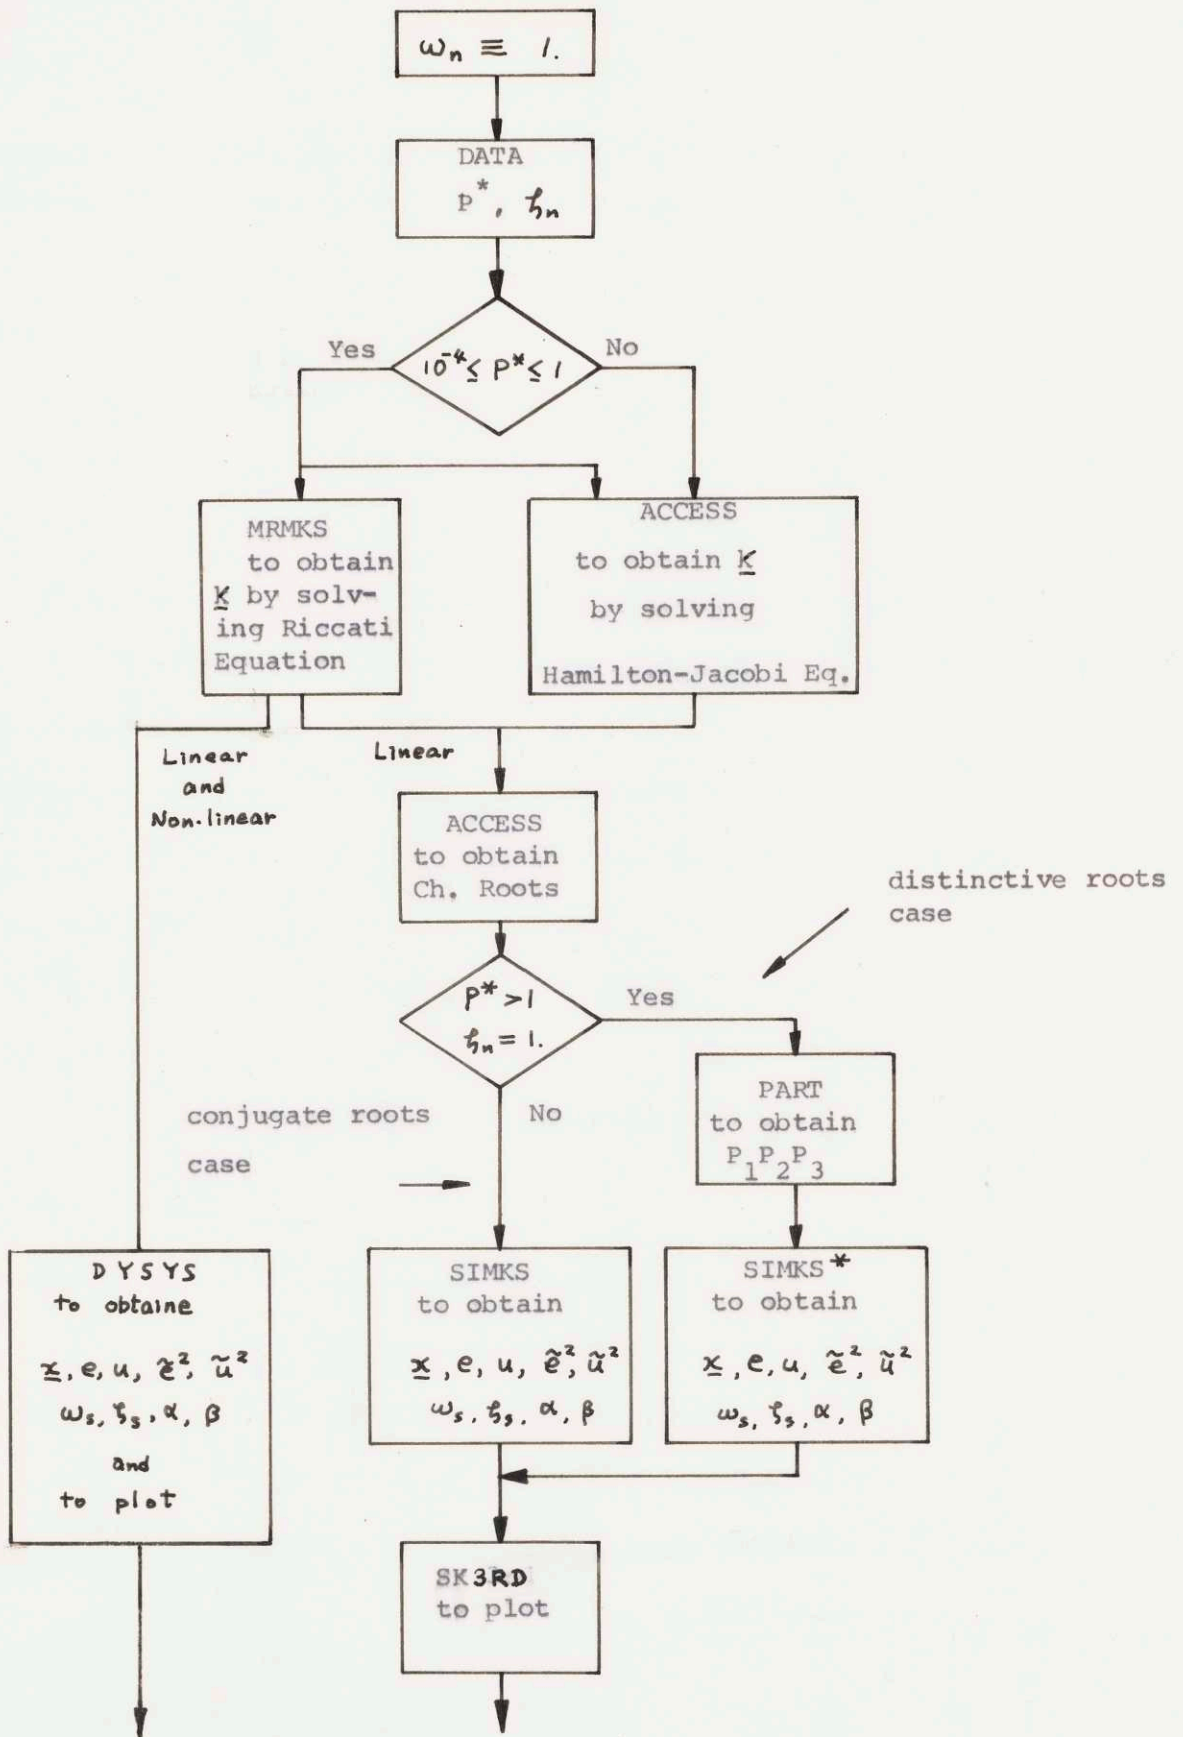 ωₙ ≡ 1.
DATA
P*, ζₙ
Yes
10⁻⁴ ≤ P* ≤ 1
No
MRMKS
to obtain
K̲ by solv-
ing Riccati
Equation
ACCESS
to obtain K̲
by solving
Hamilton-Jacobi Eq.
Linear
and
Non-linear
Linear
ACCESS
to obtain
Ch. Roots
distinctive roots
case
P* > 1
ζₙ = 1.
Yes
No
conjugate roots
case
PART
to obtain
P₁P₂P₃
DYSYS
to obtaine
x̲, e, u, ẽ², ũ²
ωₛ, ζₛ, α, β
and
to plot
SIMKS
to obtain
x̲, e, u, ẽ², ũ²
ωₛ, ζₛ, α, β
SIMKS*
to obtain
x̲, e, u, ẽ², ũ²
ωₛ, ζₛ, α, β
SK3RD
to plot